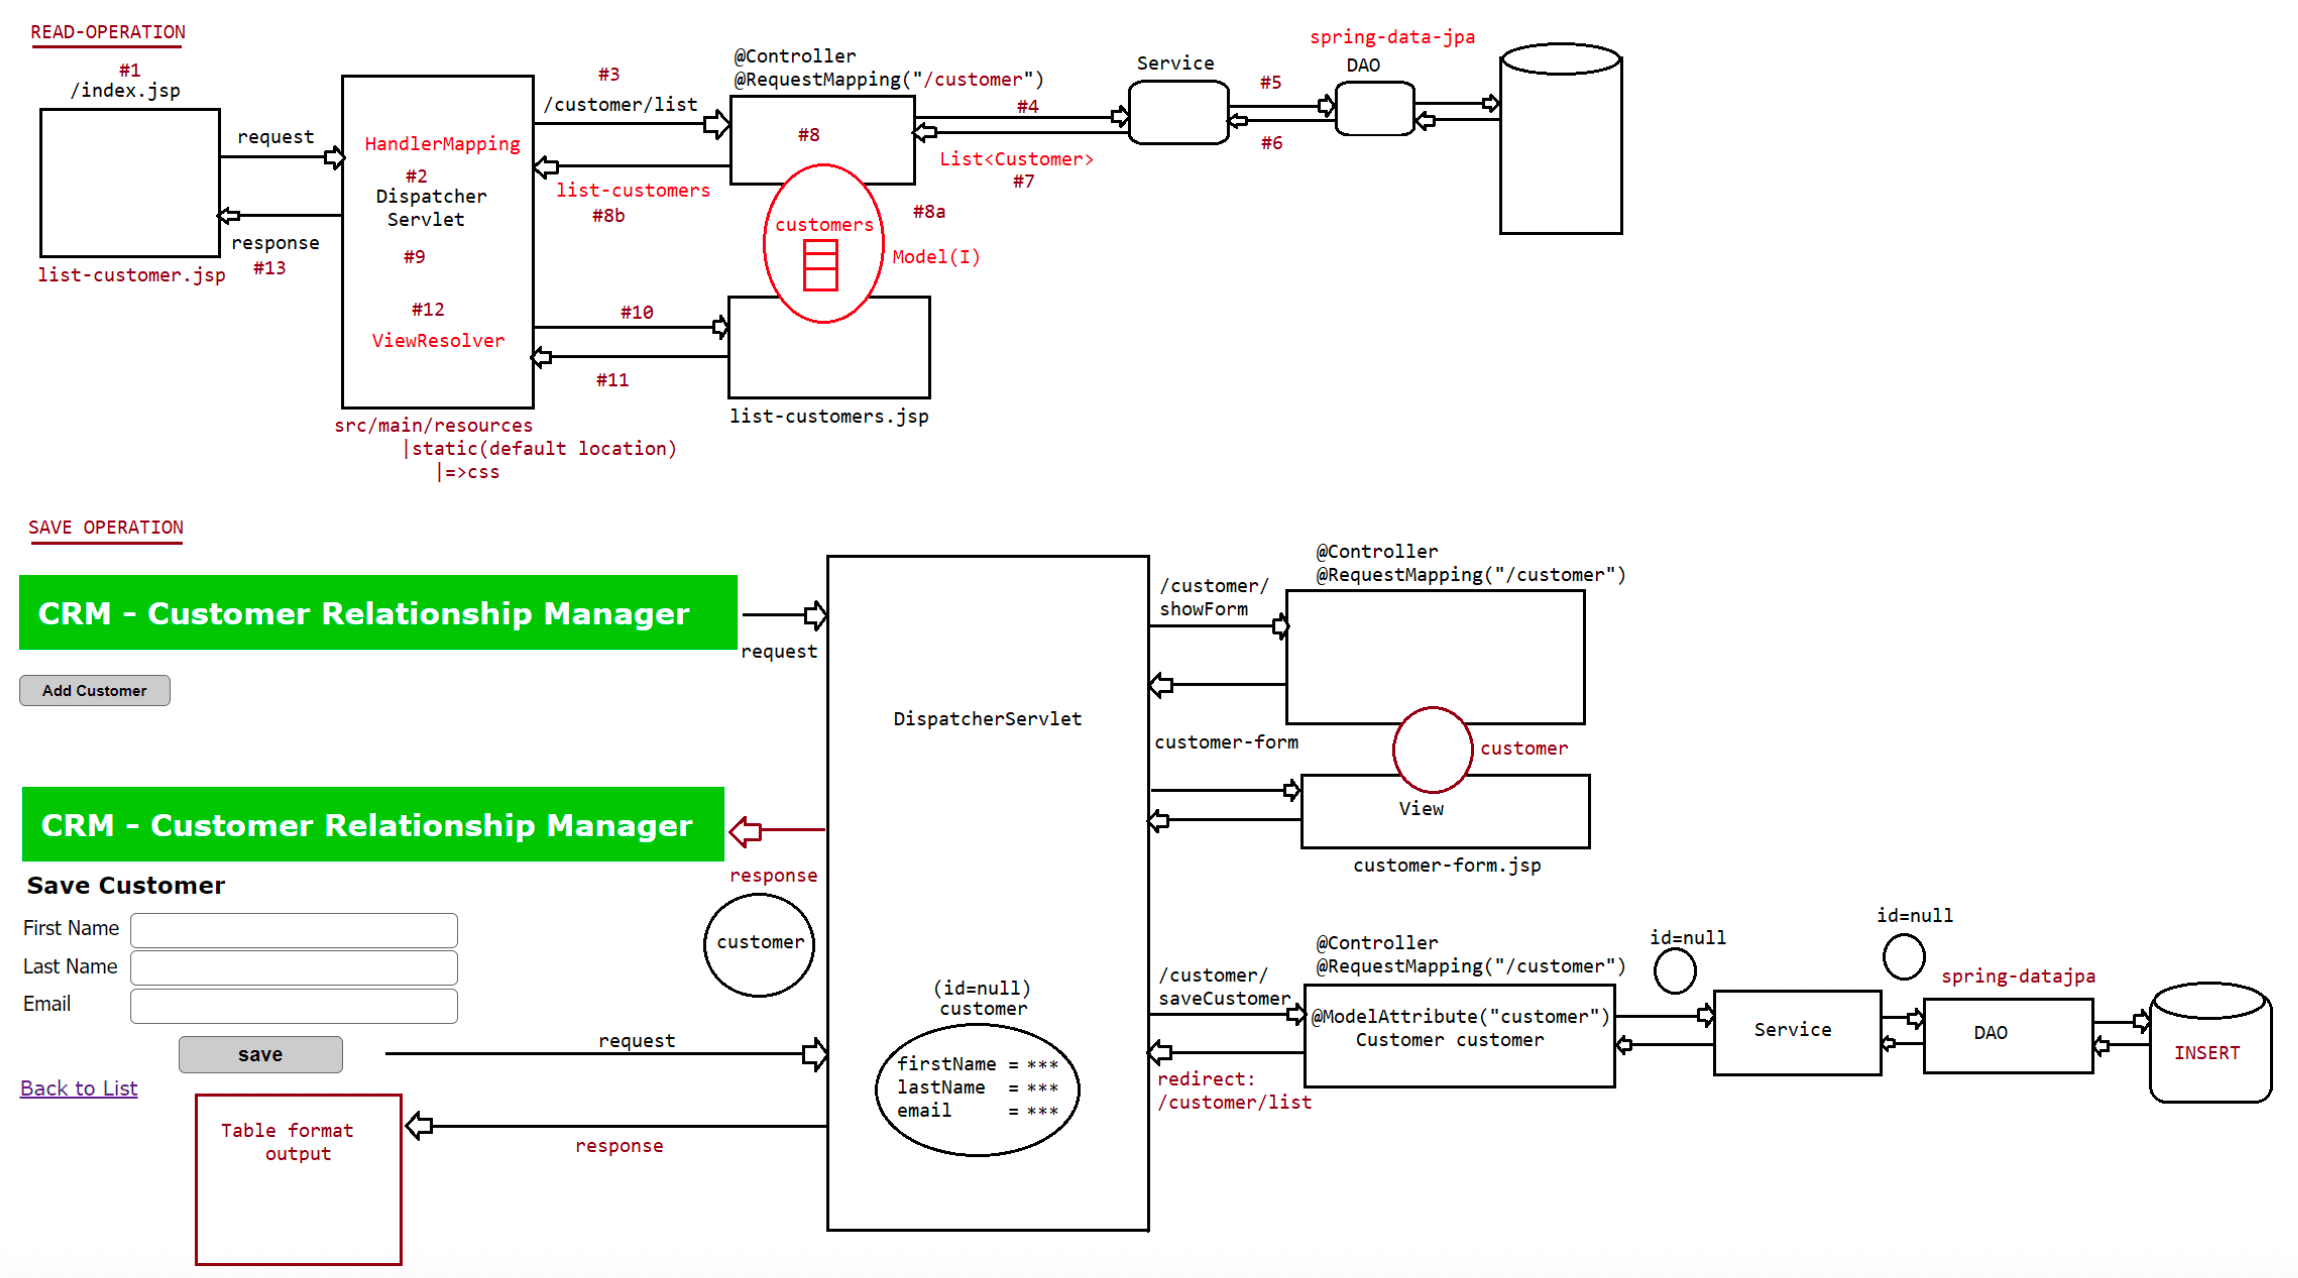 READ-OPERATION
#1
/index.jsp
request
response
#13
list-customer.jsp
HandlerMapping
#2
Dispatcher
Servlet
#9
#12
ViewResolver
src/main/resources
|static(default location)
|=>css
#3
/customer/list
list-customers
#8b
#10
#11
@Controller
@RequestMapping("/customer")
#8
customers
#8a
Model(I)
list-customers.jsp
#4
List<Customer>
#7
Service
#5
#6
spring-data-jpa
DAO
SAVE OPERATION
CRM - Customer Relationship Manager
request
Add Customer
CRM - Customer Relationship Manager
response
Save Customer
First Name
Last Name
Email
save
Back to List
customer
request
Table format
output
response
DispatcherServlet
(id=null)
customer
firstName = ***
lastName = ***
email = ***
/customer/
showForm
@Controller
@RequestMapping("/customer")
customer-form
customer
View
customer-form.jsp
/customer/
saveCustomer
@Controller
@RequestMapping("/customer")
@ModelAttribute("customer")
Customer customer
redirect:
/customer/list
id=null
Service
id=null
spring-datajpa
DAO
INSERT